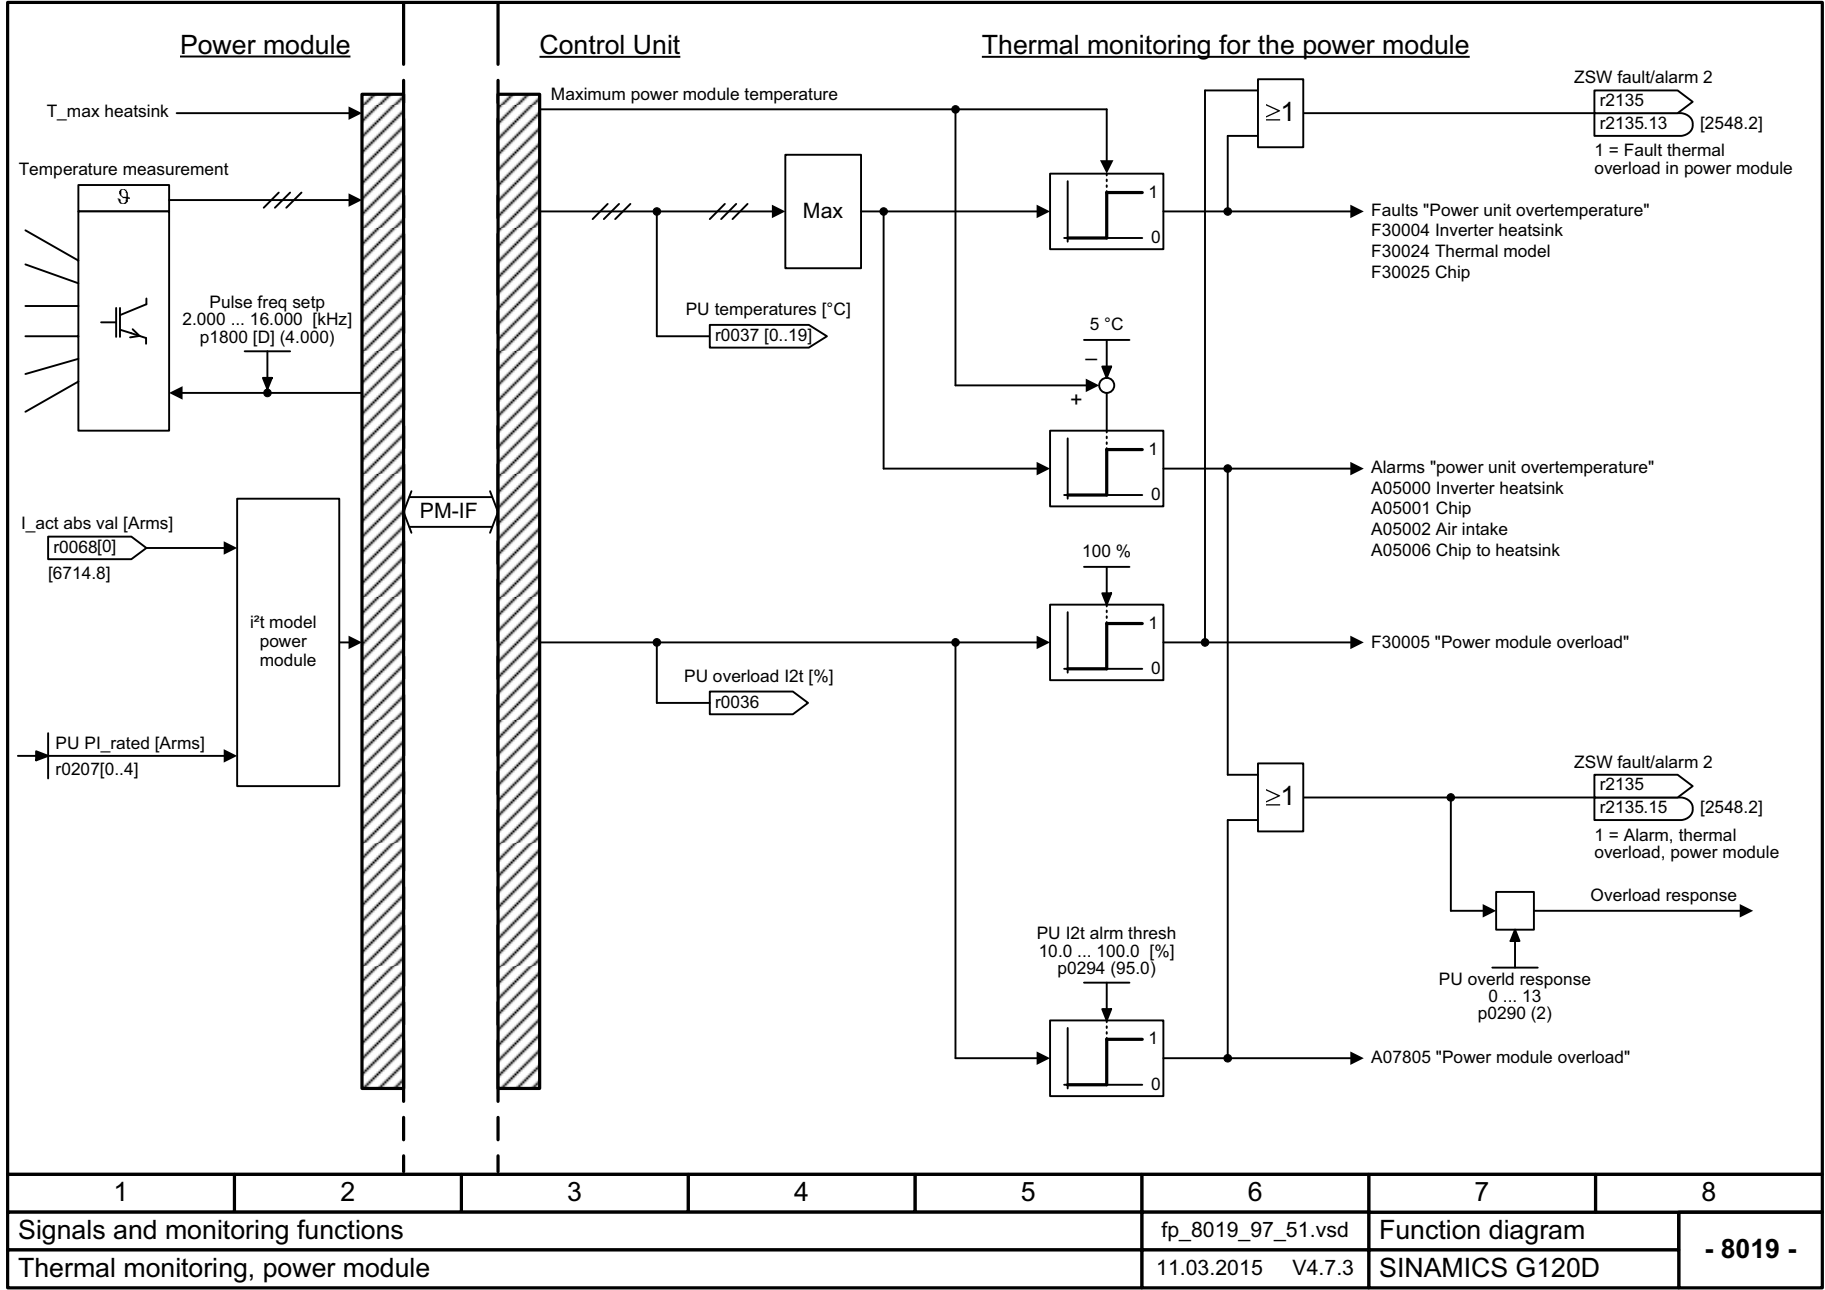 Power module
Control Unit
Thermal monitoring for the power module
T_max heatsink
Temperature measurement
ϑ
Pulse freq setp
2.000 ... 16.000 [kHz]
p1800 [D] (4.000)
I_act abs val [Arms]
r0068[0]
[6714.8]
i²t model
power
module
PU PI_rated [Arms]
r0207[0..4]
PM-IF
Maximum power module temperature
Max
PU temperatures [°C]
r0037 [0..19]
PU overload I2t [%]
r0036
1
0
5 °C
–
+
1
0
100 %
1
0
PU I2t alrm thresh
10.0 ... 100.0 [%]
p0294 (95.0)
1
0
≥1
ZSW fault/alarm 2
r2135
r2135.13 [2548.2]
1 = Fault thermal
overload in power module
Faults "Power unit overtemperature"
F30004 Inverter heatsink
F30024 Thermal model
F30025 Chip
Alarms "power unit overtemperature"
A05000 Inverter heatsink
A05001 Chip
A05002 Air intake
A05006 Chip to heatsink
F30005 "Power module overload"
≥1
ZSW fault/alarm 2
r2135
r2135.15 [2548.2]
1 = Alarm, thermal
overload, power module
Overload response
PU overld response
0 ... 13
p0290 (2)
A07805 "Power module overload"
1 2 3 4 5 6 7 8
Signals and monitoring functions
fp_8019_97_51.vsd
Function diagram
- 8019 -
Thermal monitoring, power module
11.03.2015 V4.7.3
SINAMICS G120D